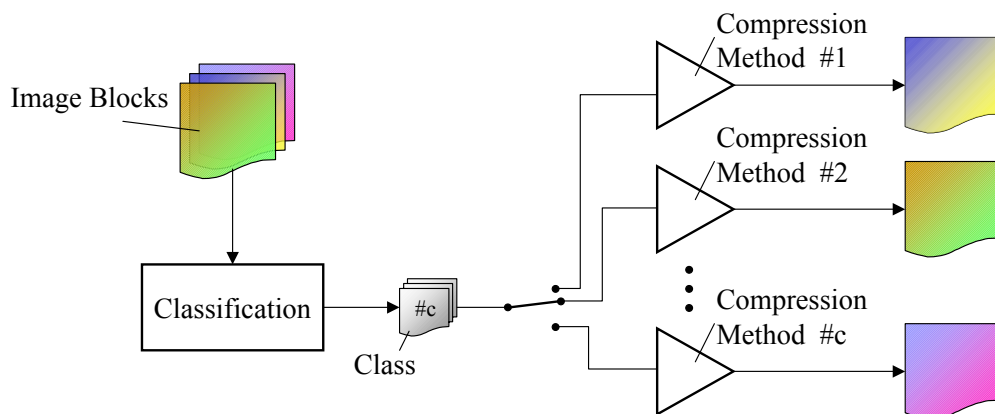 Compression
Method #1
Image Blocks
Compression
Method #2
Classification
#c
Class
Compression
Method #c